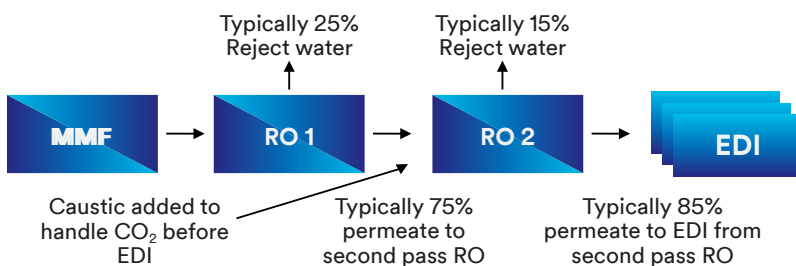 Typically 25%
Reject water
Typically 15%
Reject water
MMF
RO 1
RO 2
EDI
Caustic added to
handle CO₂ before
EDI
Typically 75%
permeate to
second pass RO
Typically 85%
permeate to EDI from
second pass RO